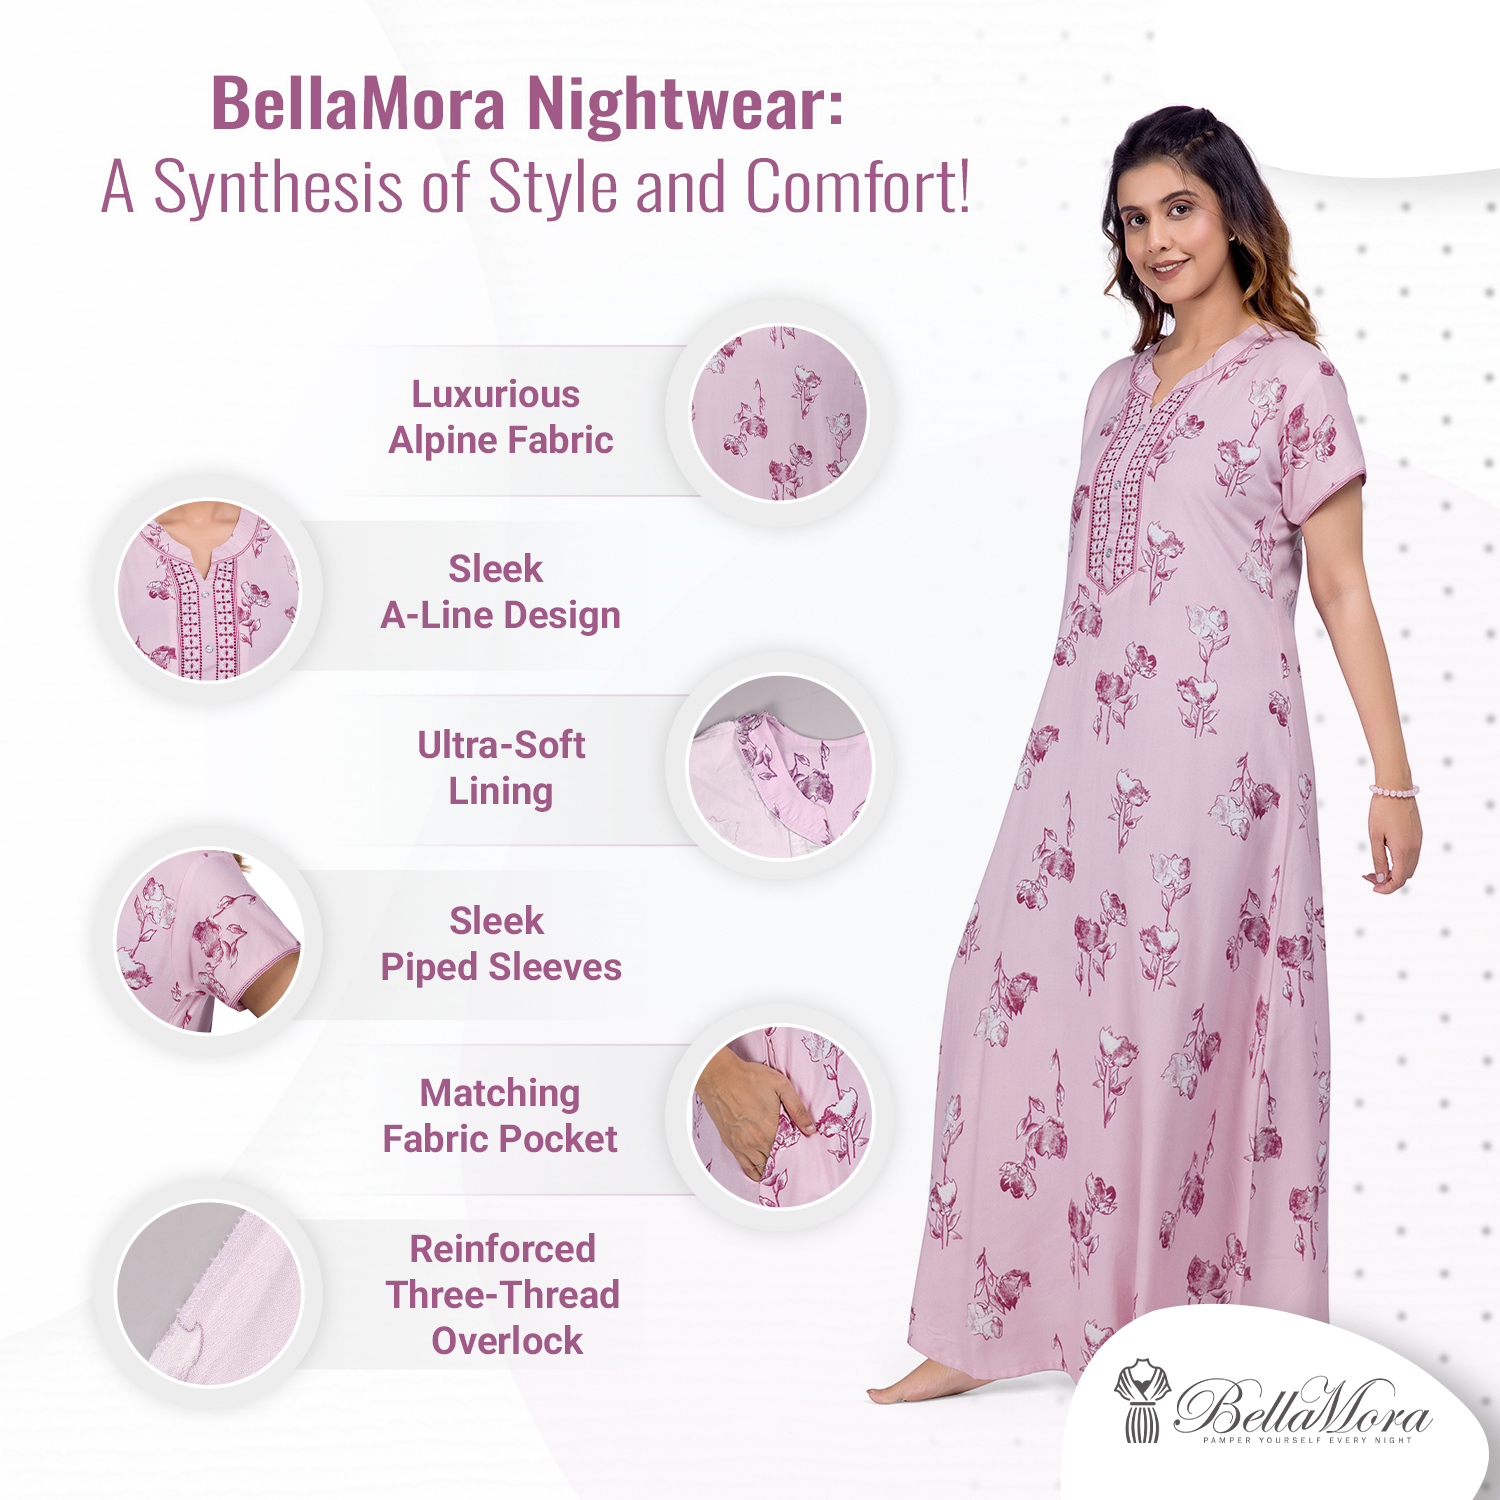 BellaMora Nightwear:
A Synthesis of Style and Comfort!
Luxurious
Alpine Fabric
Sleek
A-Line Design
Ultra-Soft
Lining
Sleek
Piped Sleeves
Matching
Fabric Pocket
Reinforced
Three-Thread
Overlock
BellaMora
PAMPER YOURSELF EVERY NIGHT